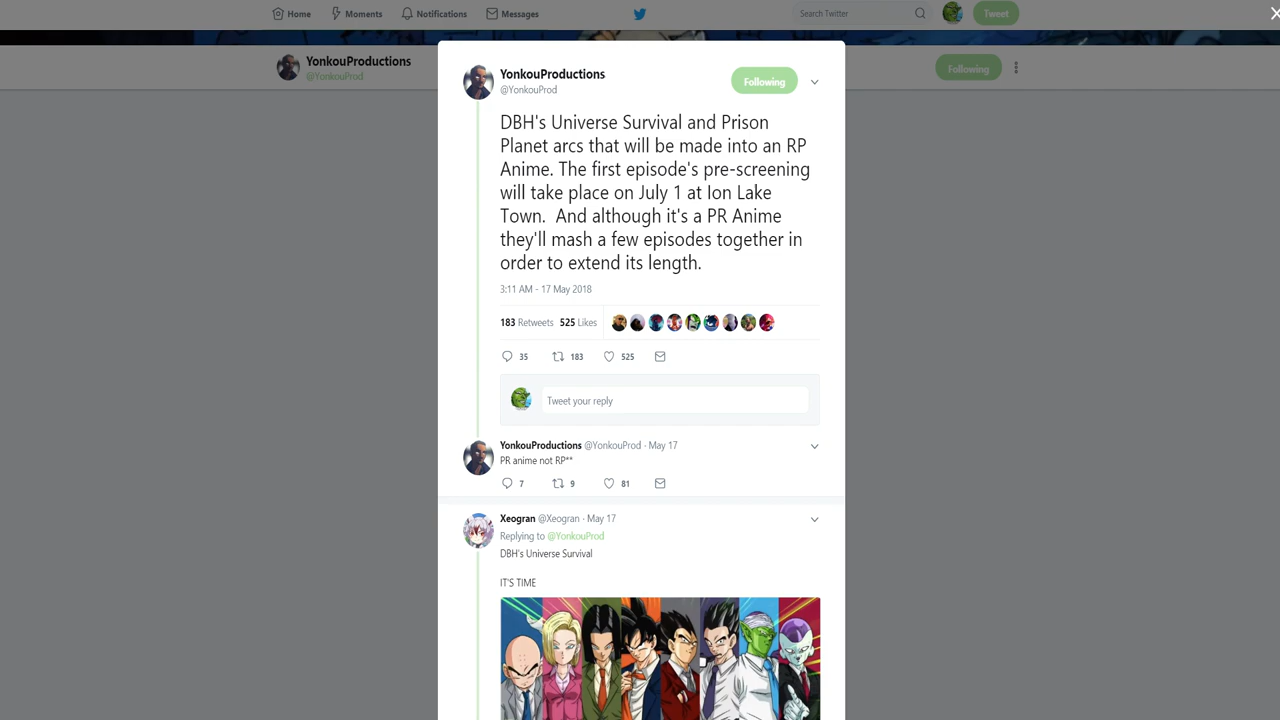 Home
Moments
Notifications
Messages
Search Twitter
Tweet
YonkouProductions
@YonkouProd
Following
YonkouProductions
@YonkouProd
Following
DBH's Universe Survival and Prison
Planet arcs that will be made into an RP
Anime. The first episode's pre-screening
will take place on July 1 at Ion Lake
Town.  And although it's a PR Anime
they'll mash a few episodes together in
order to extend its length.
3:11 AM - 17 May 2018
183 Retweets 525 Likes
35 183 525
Tweet your reply
YonkouProductions @YonkouProd · May 17
PR anime not RP**
7 9 81
Xeogran @Xeogran · May 17
Replying to @YonkouProd
DBH's Universe Survival
IT'S TIME